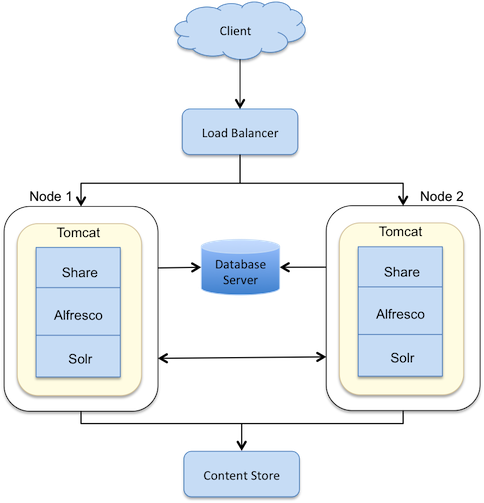 Client
Load Balancer
Node 1
Node 2
Tomcat
Tomcat
Share
Alfresco
Solr
Database
Server
Share
Alfresco
Solr
Content Store